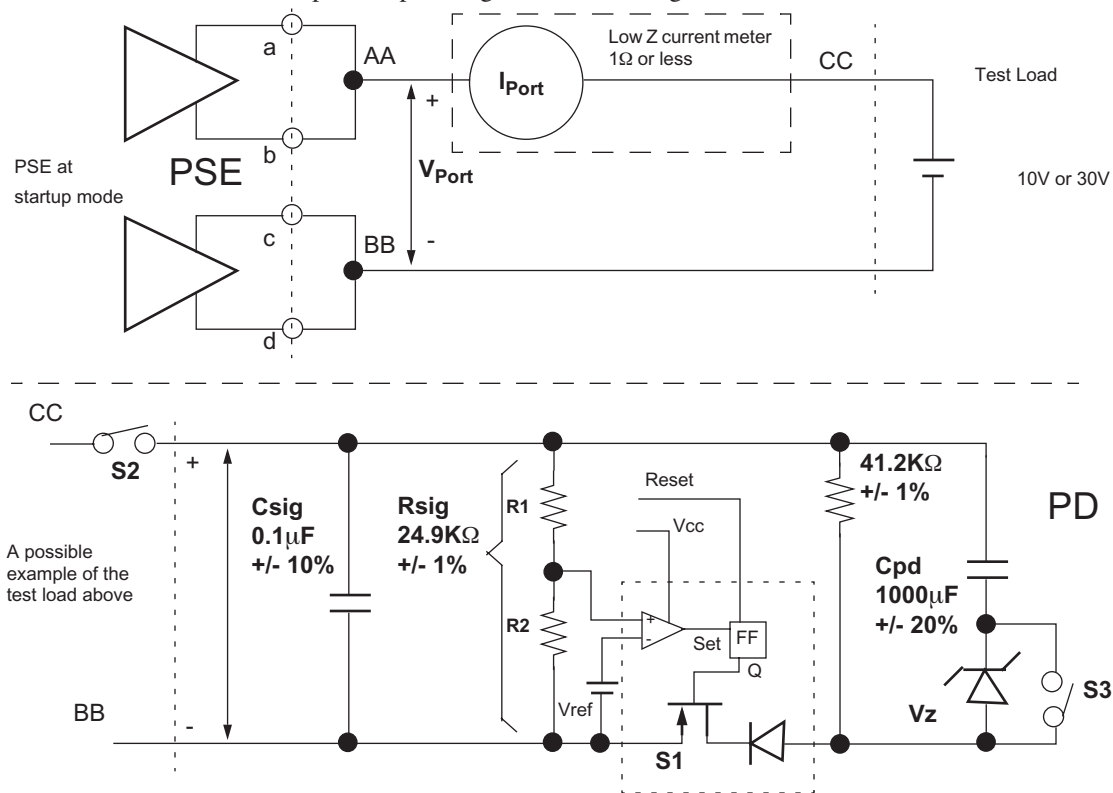 a
AA
b
PSE at
startup mode
PSE
c
BB
d
+
VPort
-
Low Z current meter
1Ω or less
IPort
CC
Test Load
10V or 30V
CC
S2
+
A possible
example of the
test load above
BB
-
Csig
0.1μF
+/- 10%
Rsig
24.9KΩ
+/- 1%
R1
R2
Reset
Vcc
+
-
Set
FF
Q
Vref
S1
41.2KΩ
+/- 1%
PD
Cpd
1000μF
+/- 20%
Vz
S3